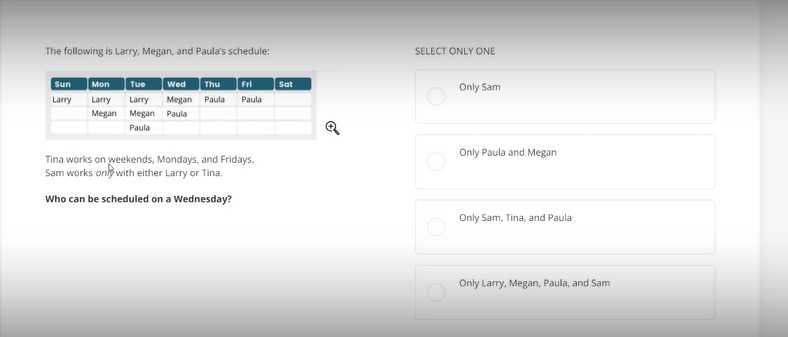 The following is Larry, Megan, and Paula's schedule:
Sun Mon Tue Wed Thu Fri Sat
Larry Larry Larry Megan Paula Paula
Megan Megan Paula
Paula
Tina works on weekends, Mondays, and Fridays.
Sam works only with either Larry or Tina.
Who can be scheduled on a Wednesday?
SELECT ONLY ONE
Only Sam
Only Paula and Megan
Only Sam, Tina, and Paula
Only Larry, Megan, Paula, and Sam